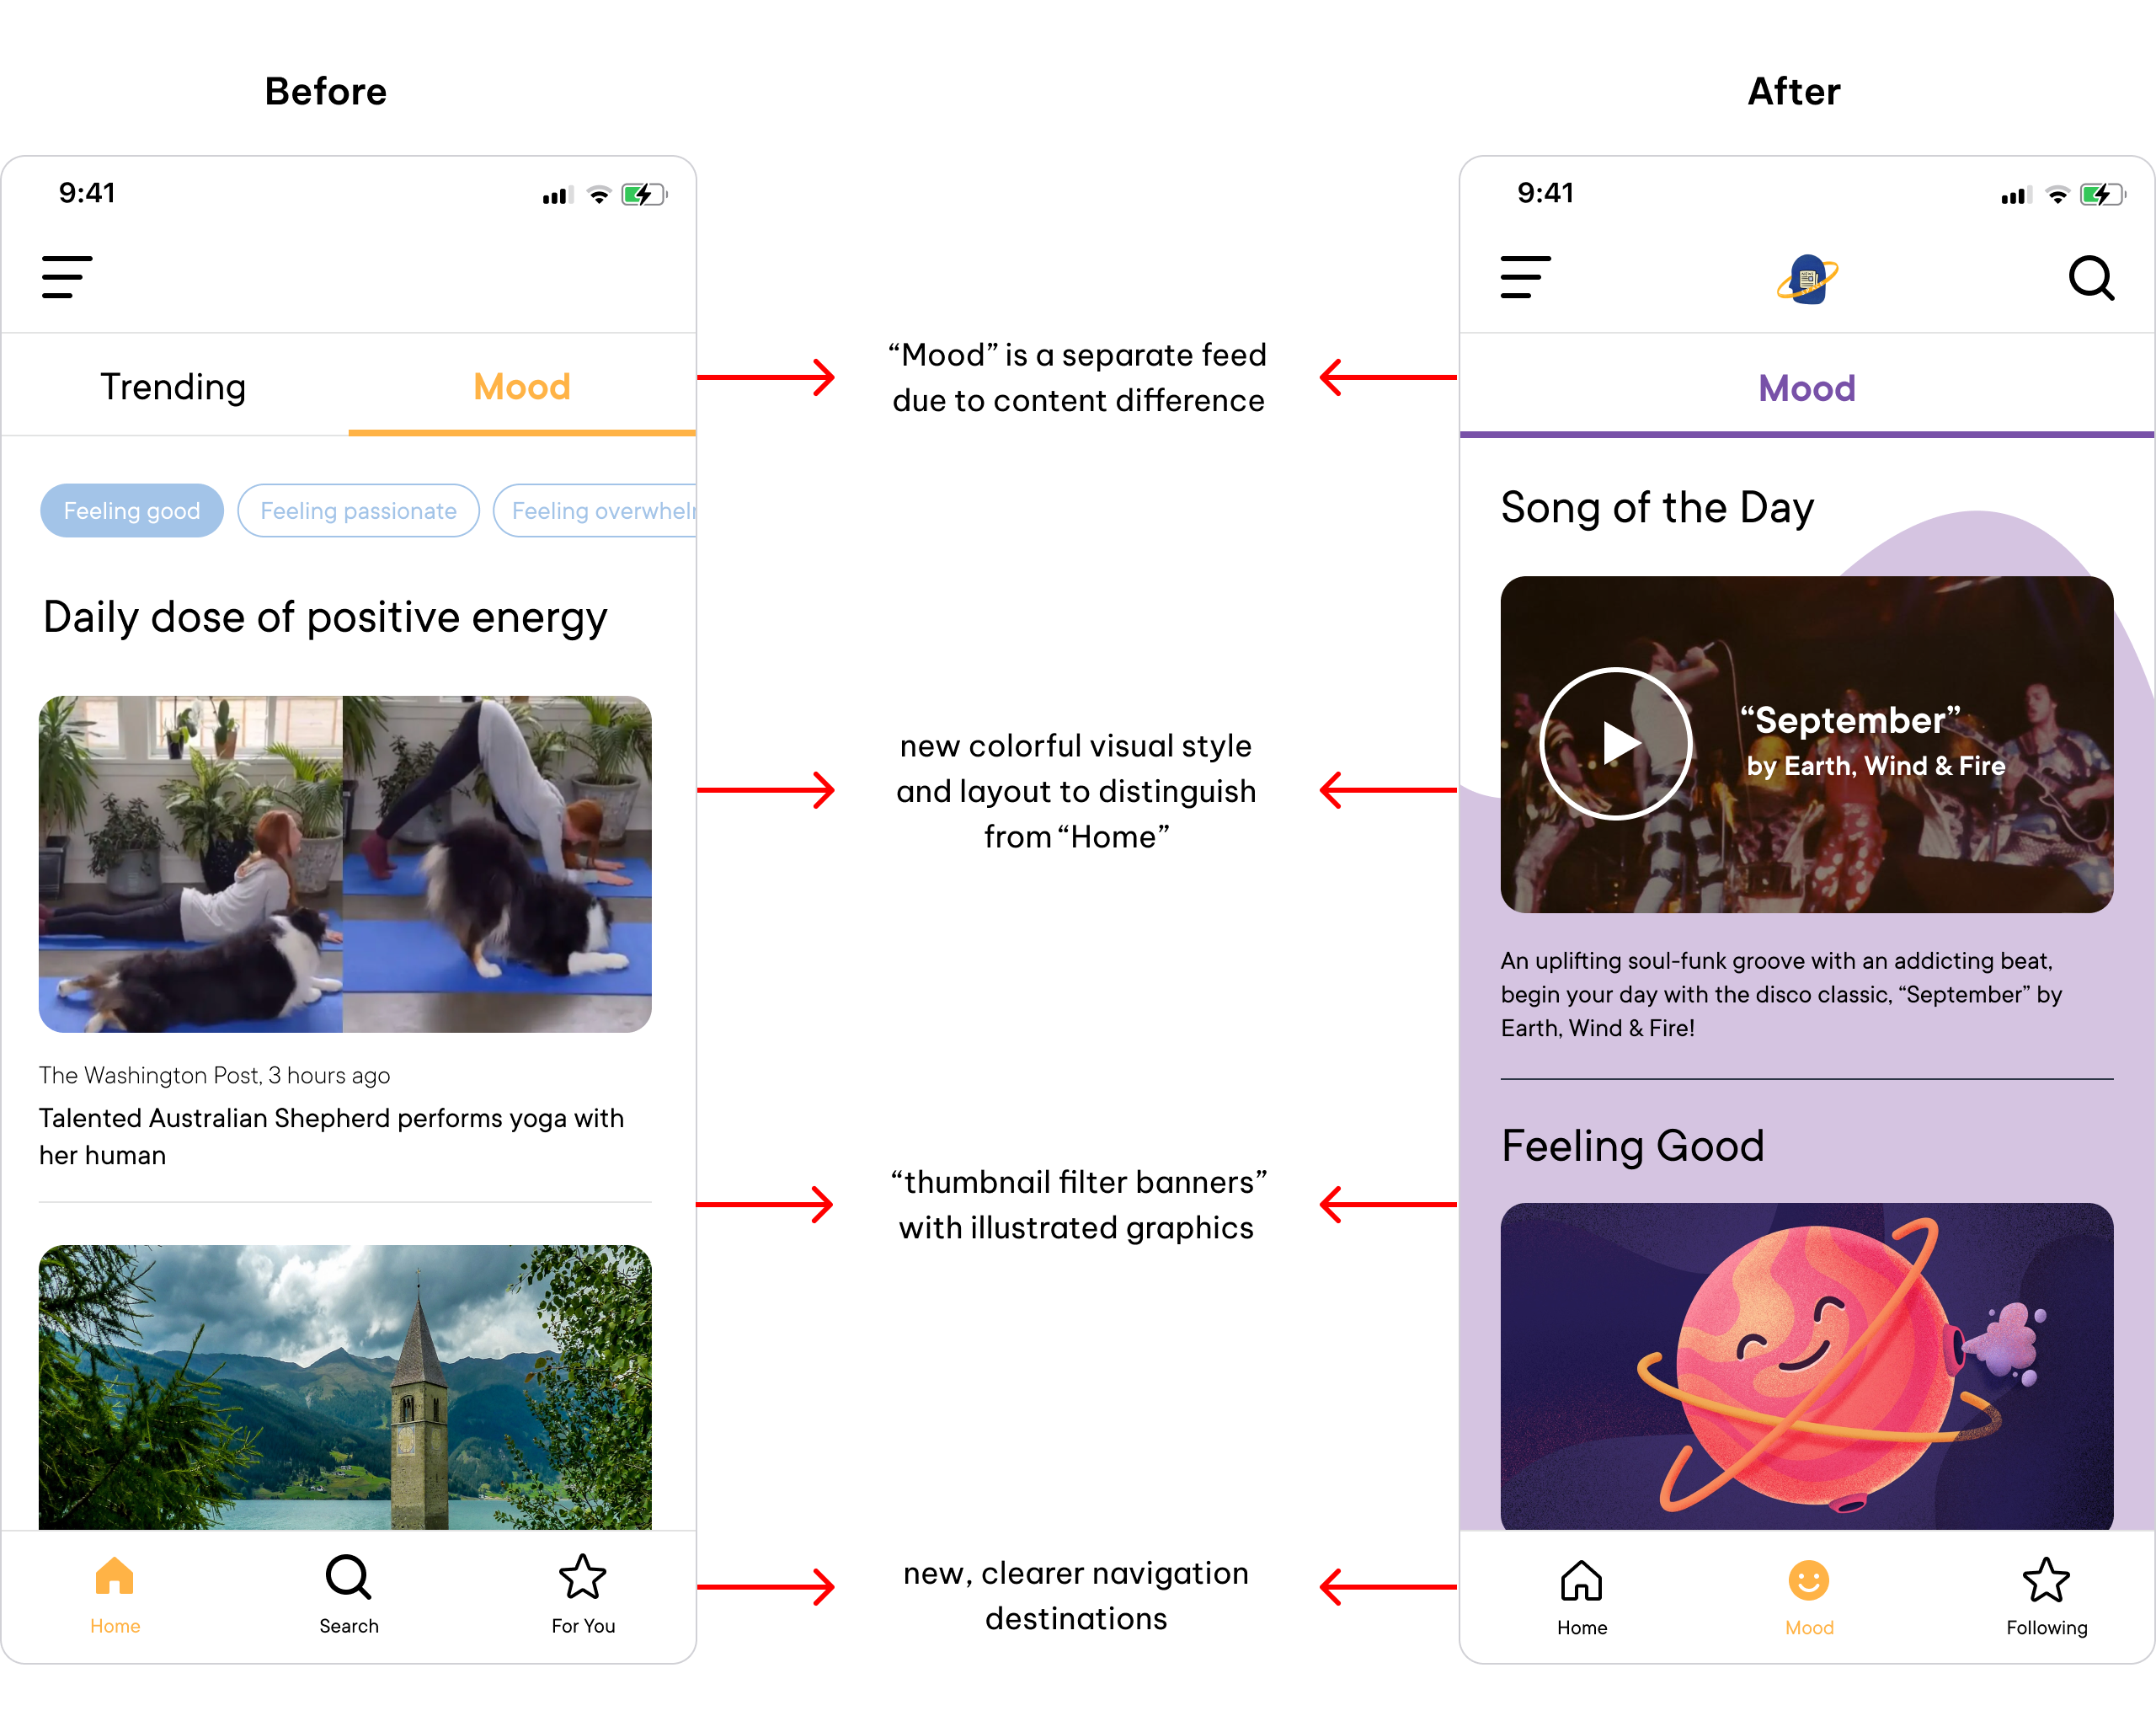 Before
After
9:41
Trending
Mood
Feeling good
Feeling passionate
Feeling overwhelr
Daily dose of positive energy
The Washington Post, 3 hours ago
Talented Australian Shepherd performs yoga with
her human
Home
Search
For You
“Mood” is a separate feed
due to content difference
new colorful visual style
and layout to distinguish
from “Home”
“thumbnail filter banners”
with illustrated graphics
new, clearer navigation
destinations
9:41
Mood
Song of the Day
“September”
by Earth, Wind & Fire
An uplifting soul-funk groove with an addicting beat,
begin your day with the disco classic, “September” by
Earth, Wind & Fire!
Feeling Good
Home
Mood
Following